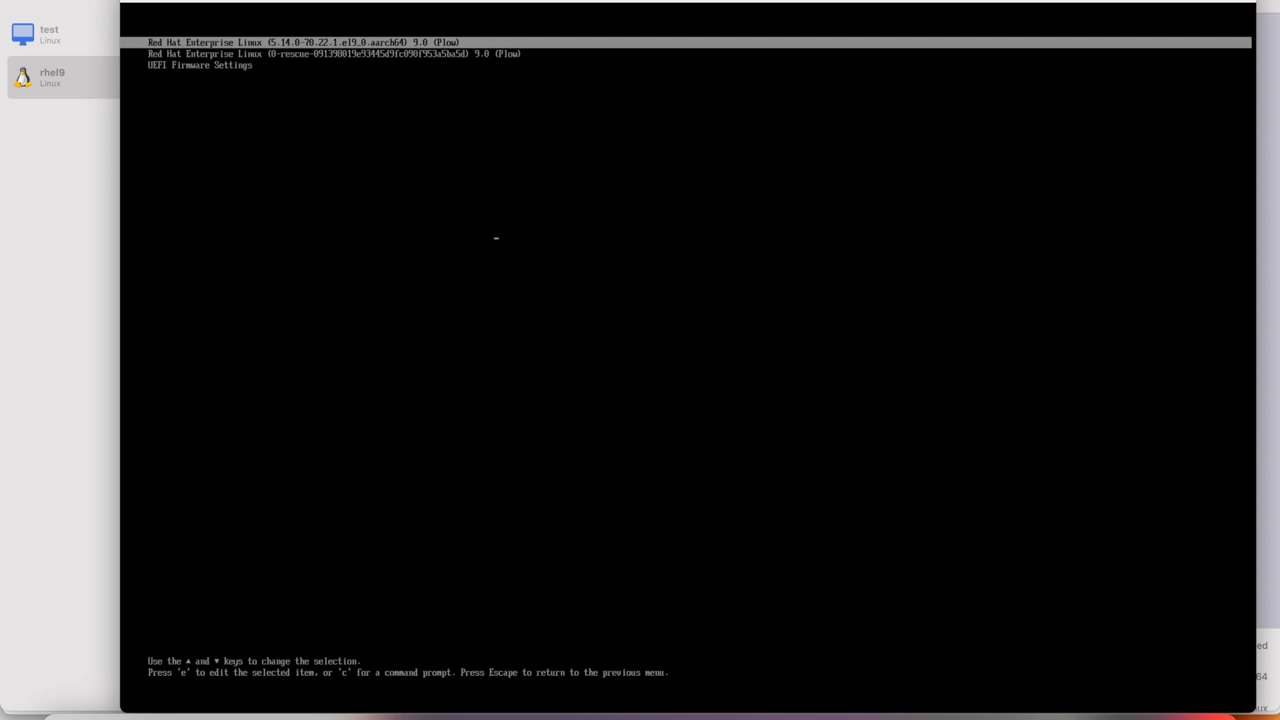 test
Linux
rhel9
Linux
Red Hat Enterprise Linux (5.14.0-70.22.1.el9_0.aarch64) 9.0 (Plow)
Red Hat Enterprise Linux (0-rescue-091398019e93445d9fc090f953a5ba5d) 9.0 (Plow)
UEFI Firmware Settings
Use the ▲ and ▼ keys to change the selection.
Press 'e' to edit the selected item, or 'c' for a command prompt. Press Escape to return to the previous menu.
ed
64
ux